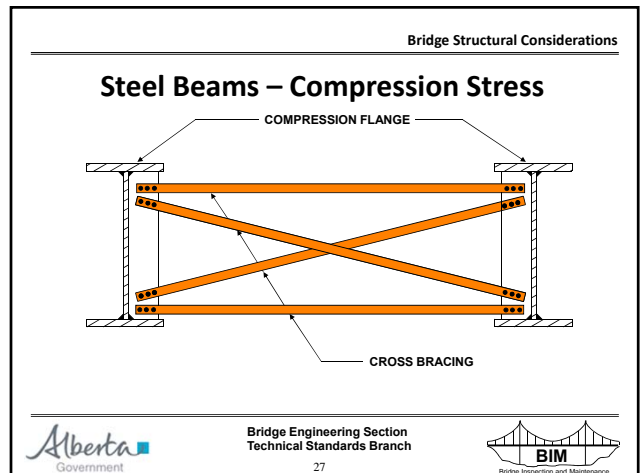 Bridge Structural Considerations
Steel Beams – Compression Stress
COMPRESSION FLANGE
CROSS BRACING
Alberta
Government
Bridge Engineering Section
Technical Standards Branch
27
BIM
Bridge Inspection and Maintenance